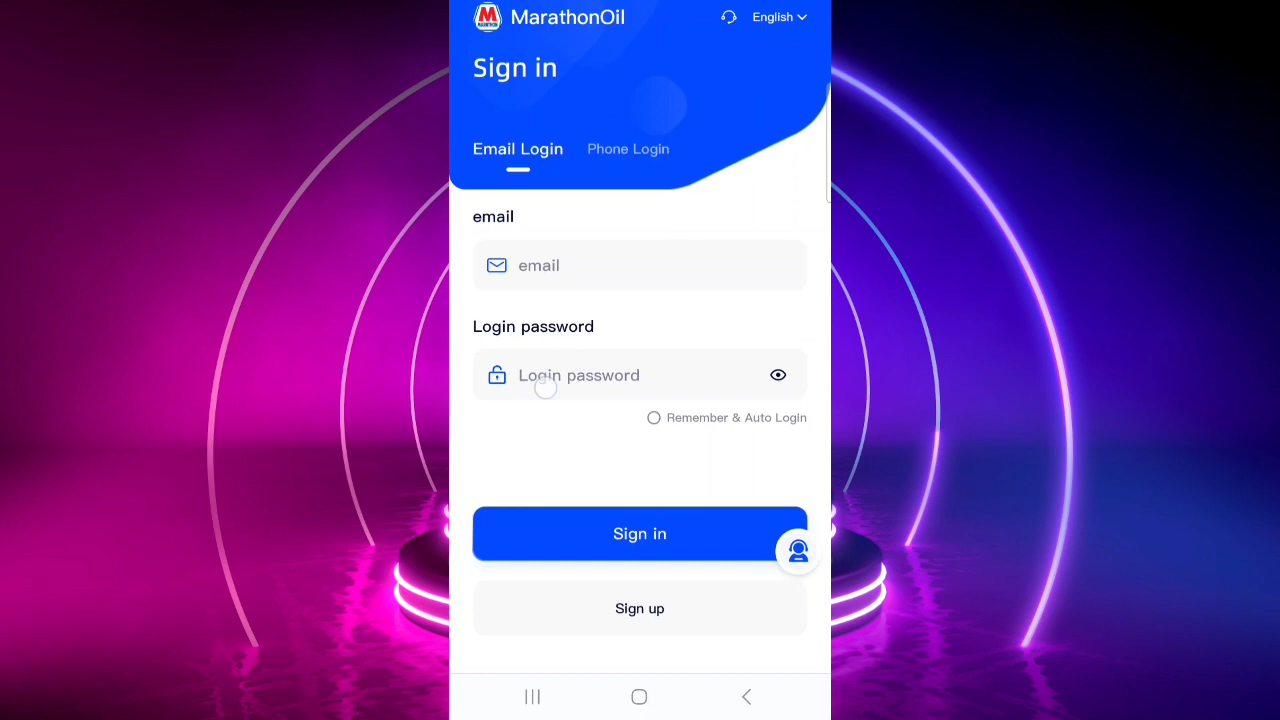 M
MARATHON
MarathonOil
English
Sign in
Email Login
Phone Login
email
email
Login password
Login password
Remember & Auto Login
Sign in
Sign up